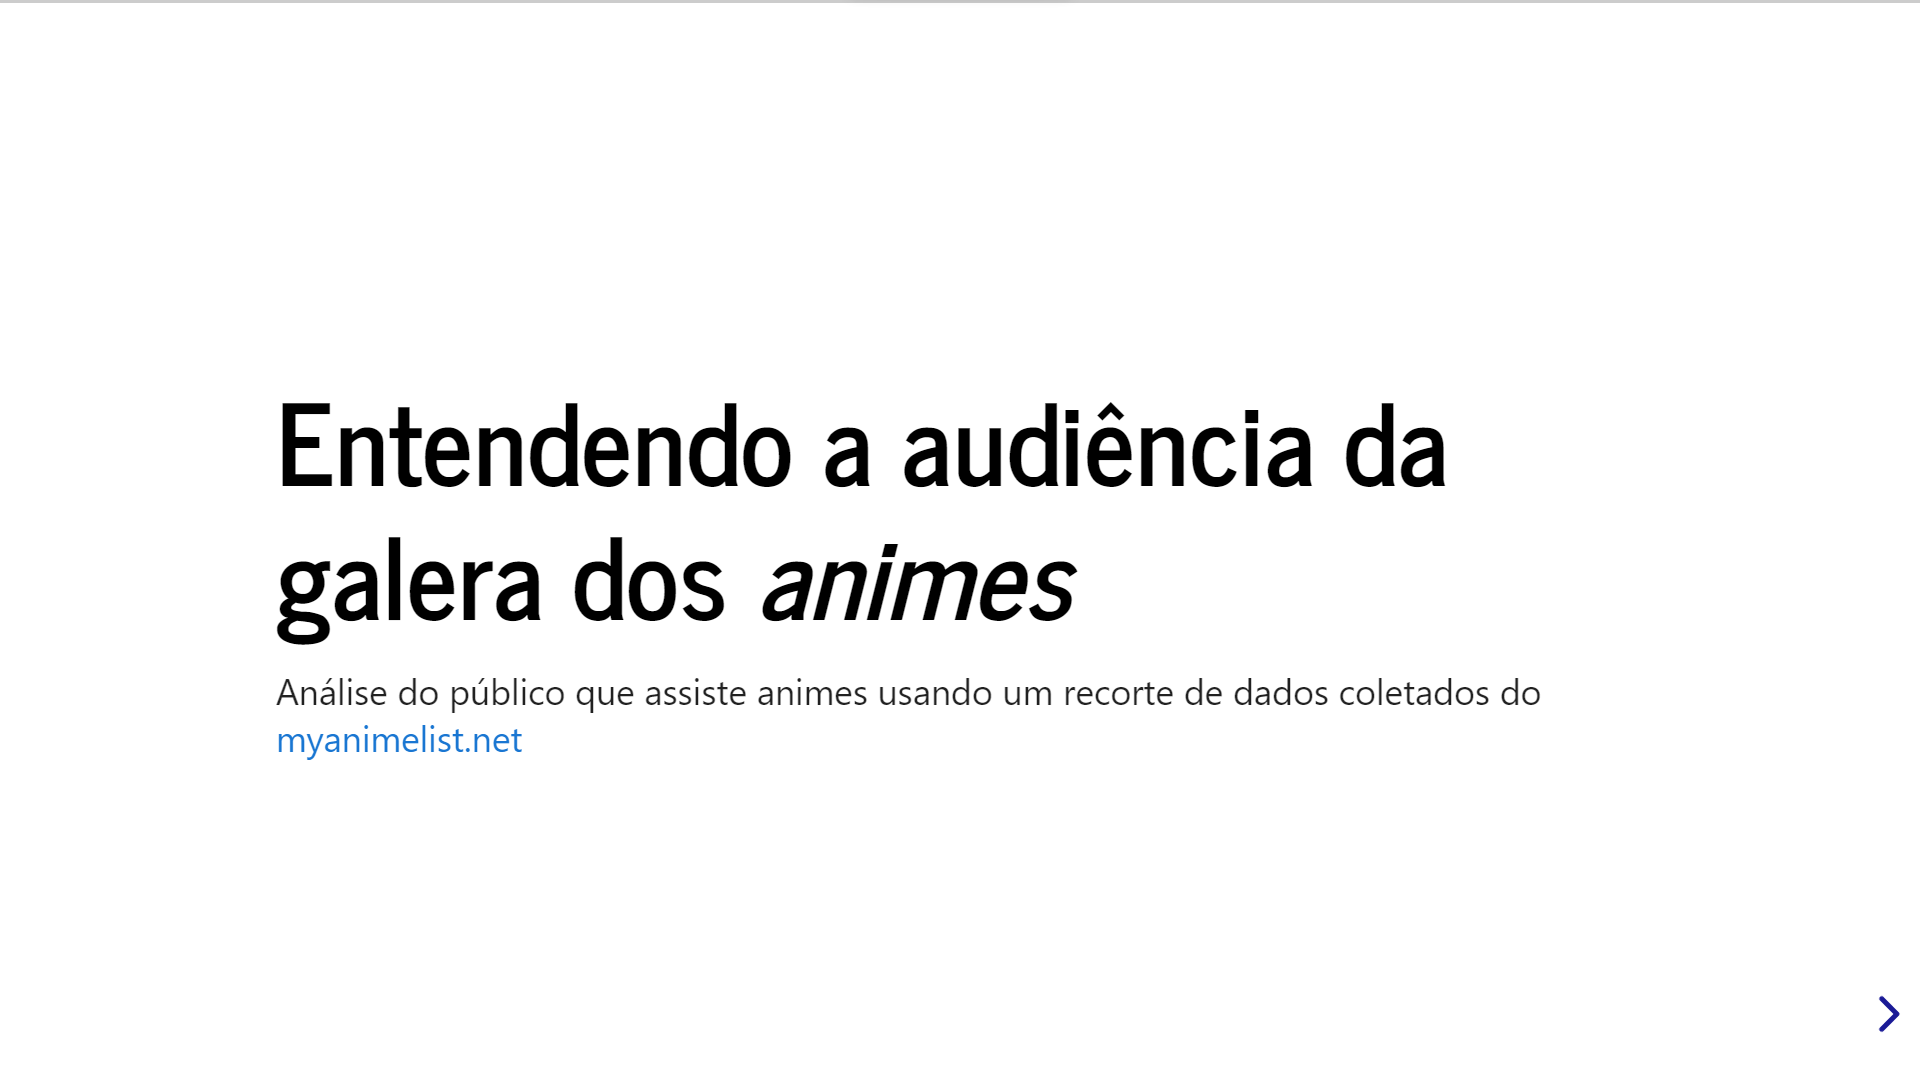 Entendendo a audiência da
galera dos animes
Análise do público que assiste animes usando um recorte de dados coletados do
myanimelist.net